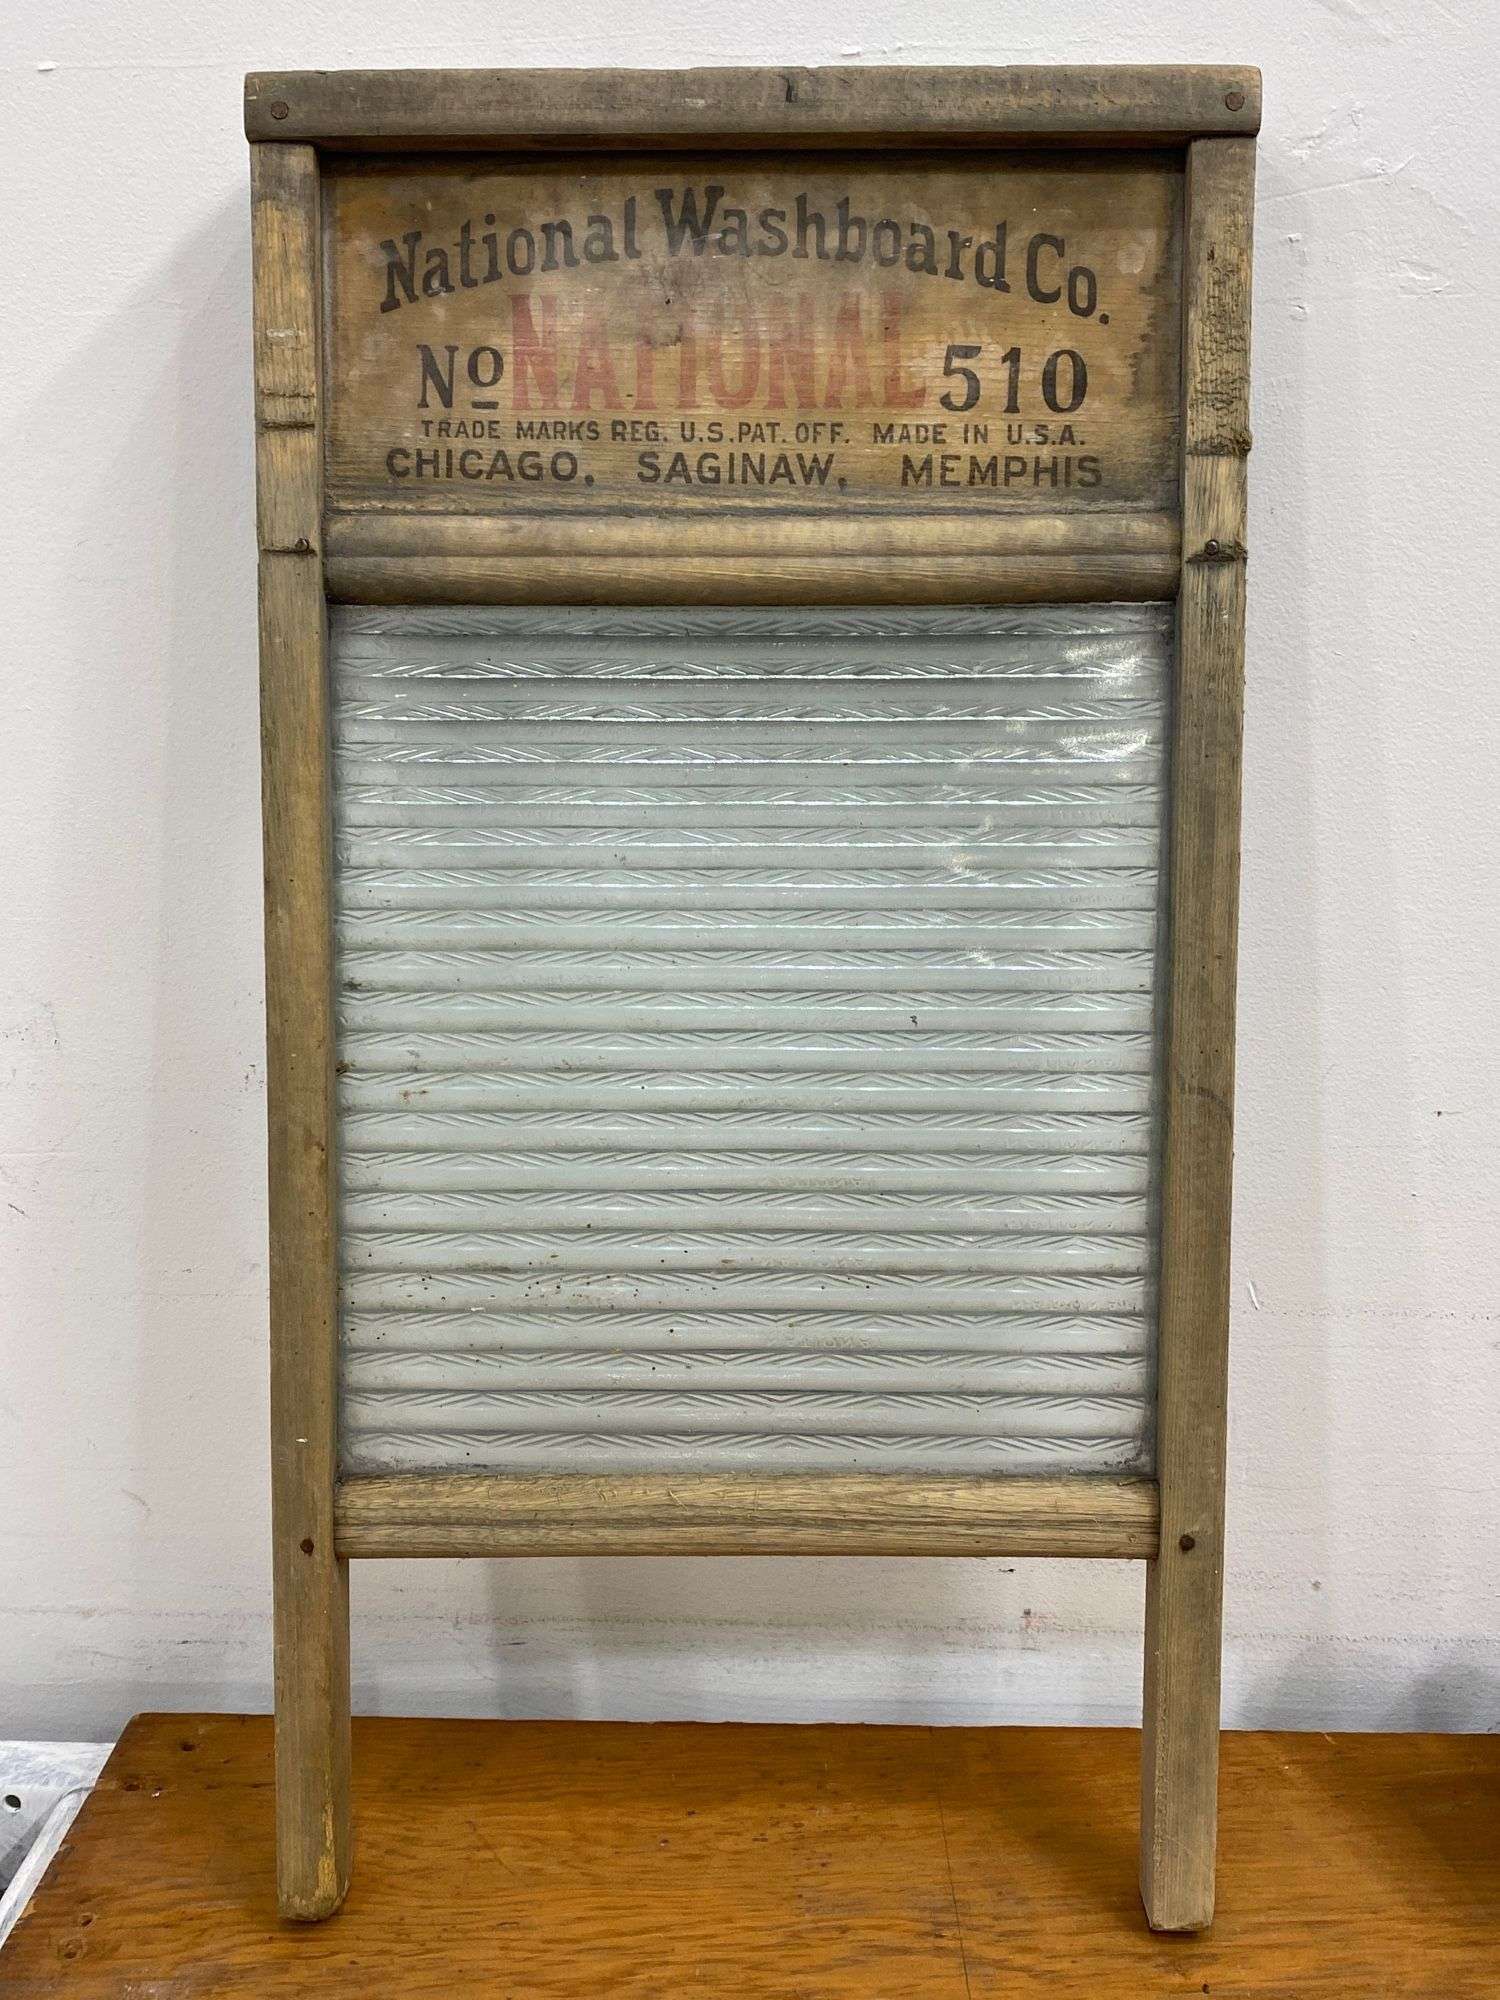 National Washboard Co.
No NATIONAL 510
TRADE MARKS REG. U.S. PAT. OFF. MADE IN U.S.A.
CHICAGO, SAGINAW, MEMPHIS